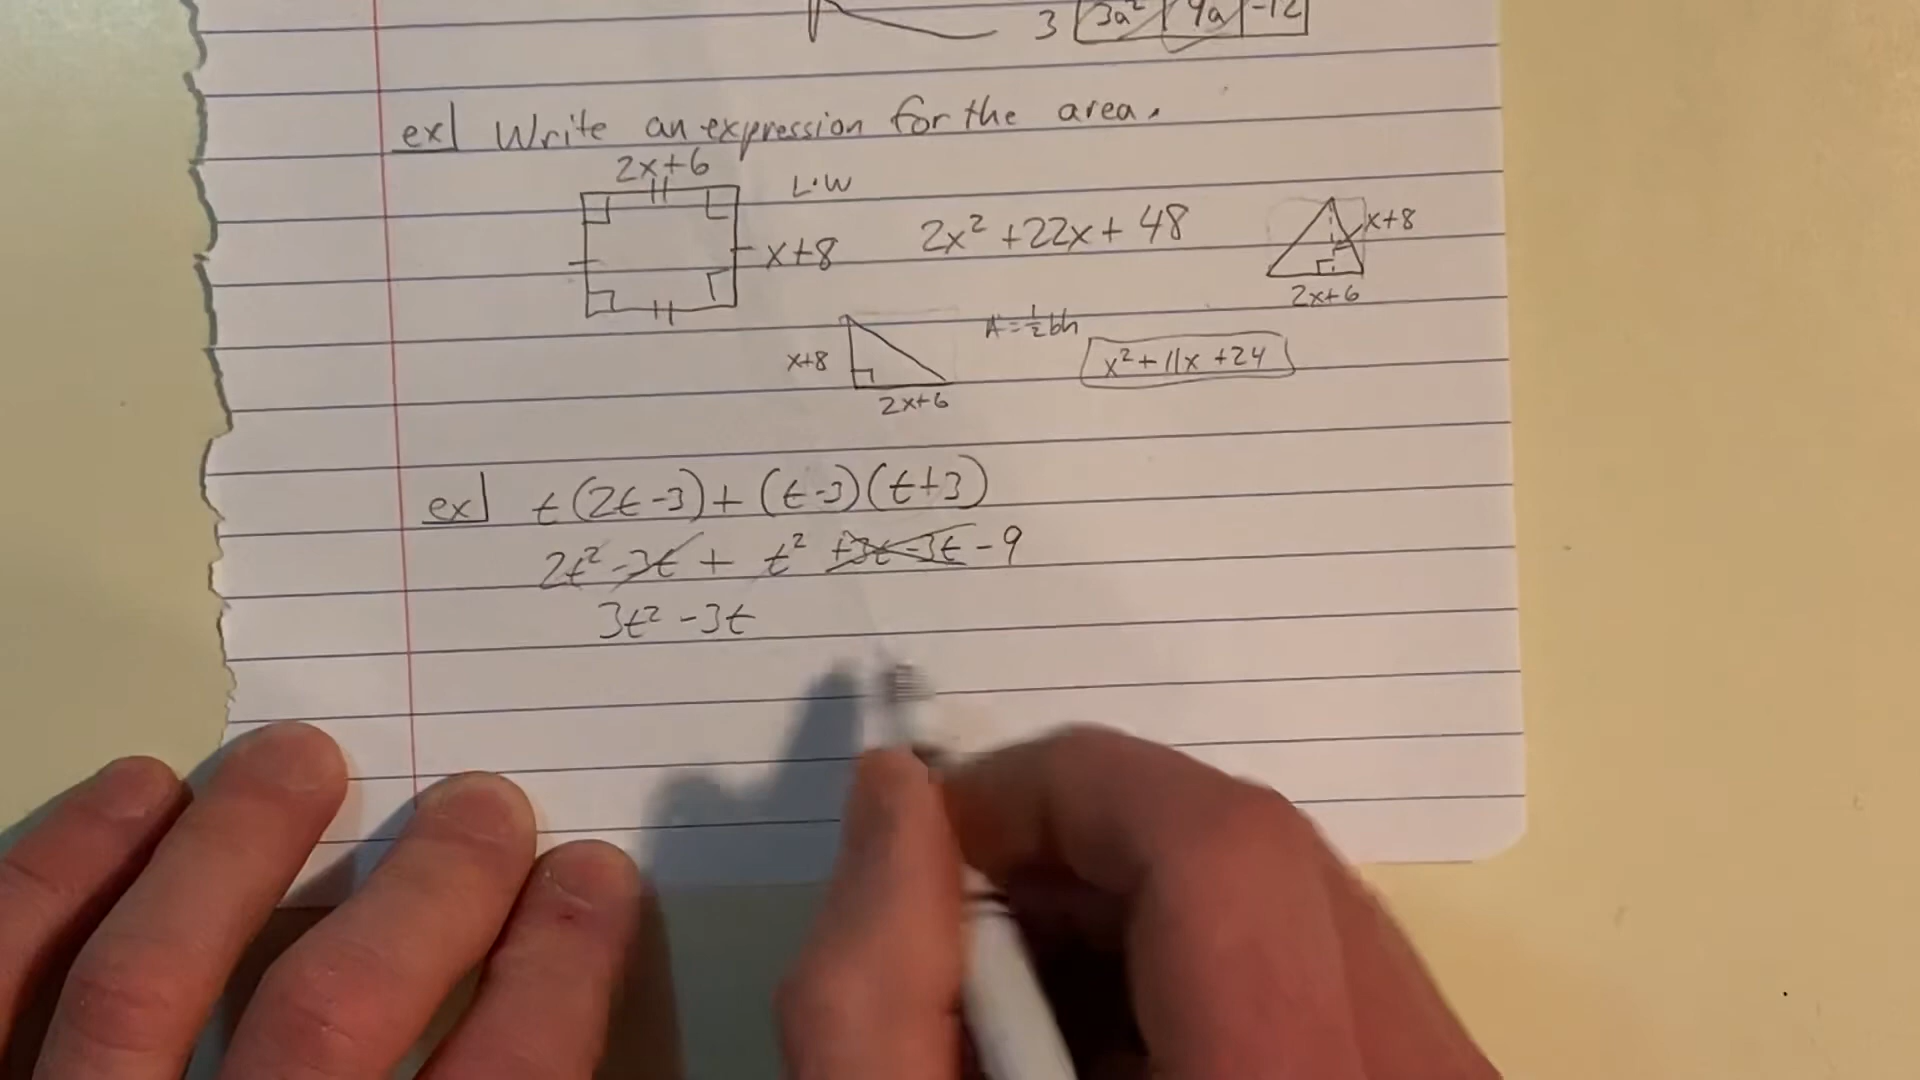 3 3a² 4a -12
ex] Write an expression for the area.
2x+6
L·W
x+8
2x² +22x + 48
x+8
2x+6
A = ½bh
x+8
x² + 11x + 24
2x+6
ex] t(2t-3) + (t-3)(t+3)
2t² -3t + t² +3t -3t -9
3t² -3t